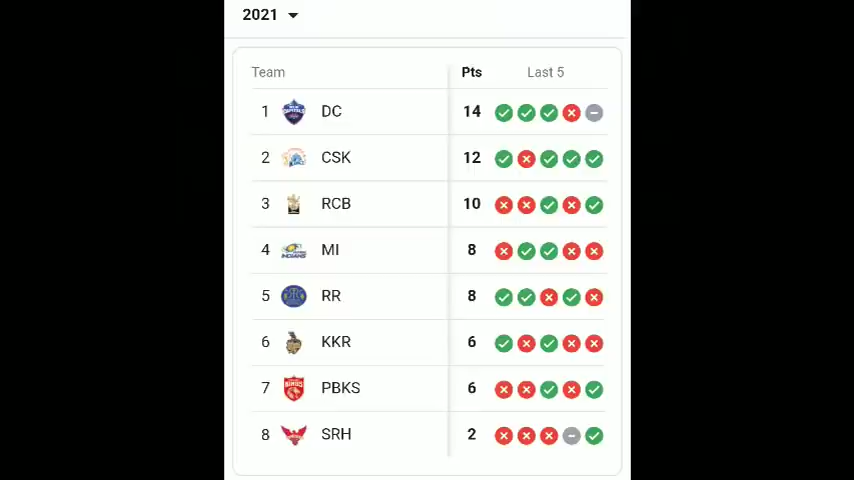 2021
Team Pts Last 5
1 DC 14
2 CSK 12
3 RCB 10
4 MI 8
5 RR 8
6 KKR 6
7 PBKS 6
8 SRH 2